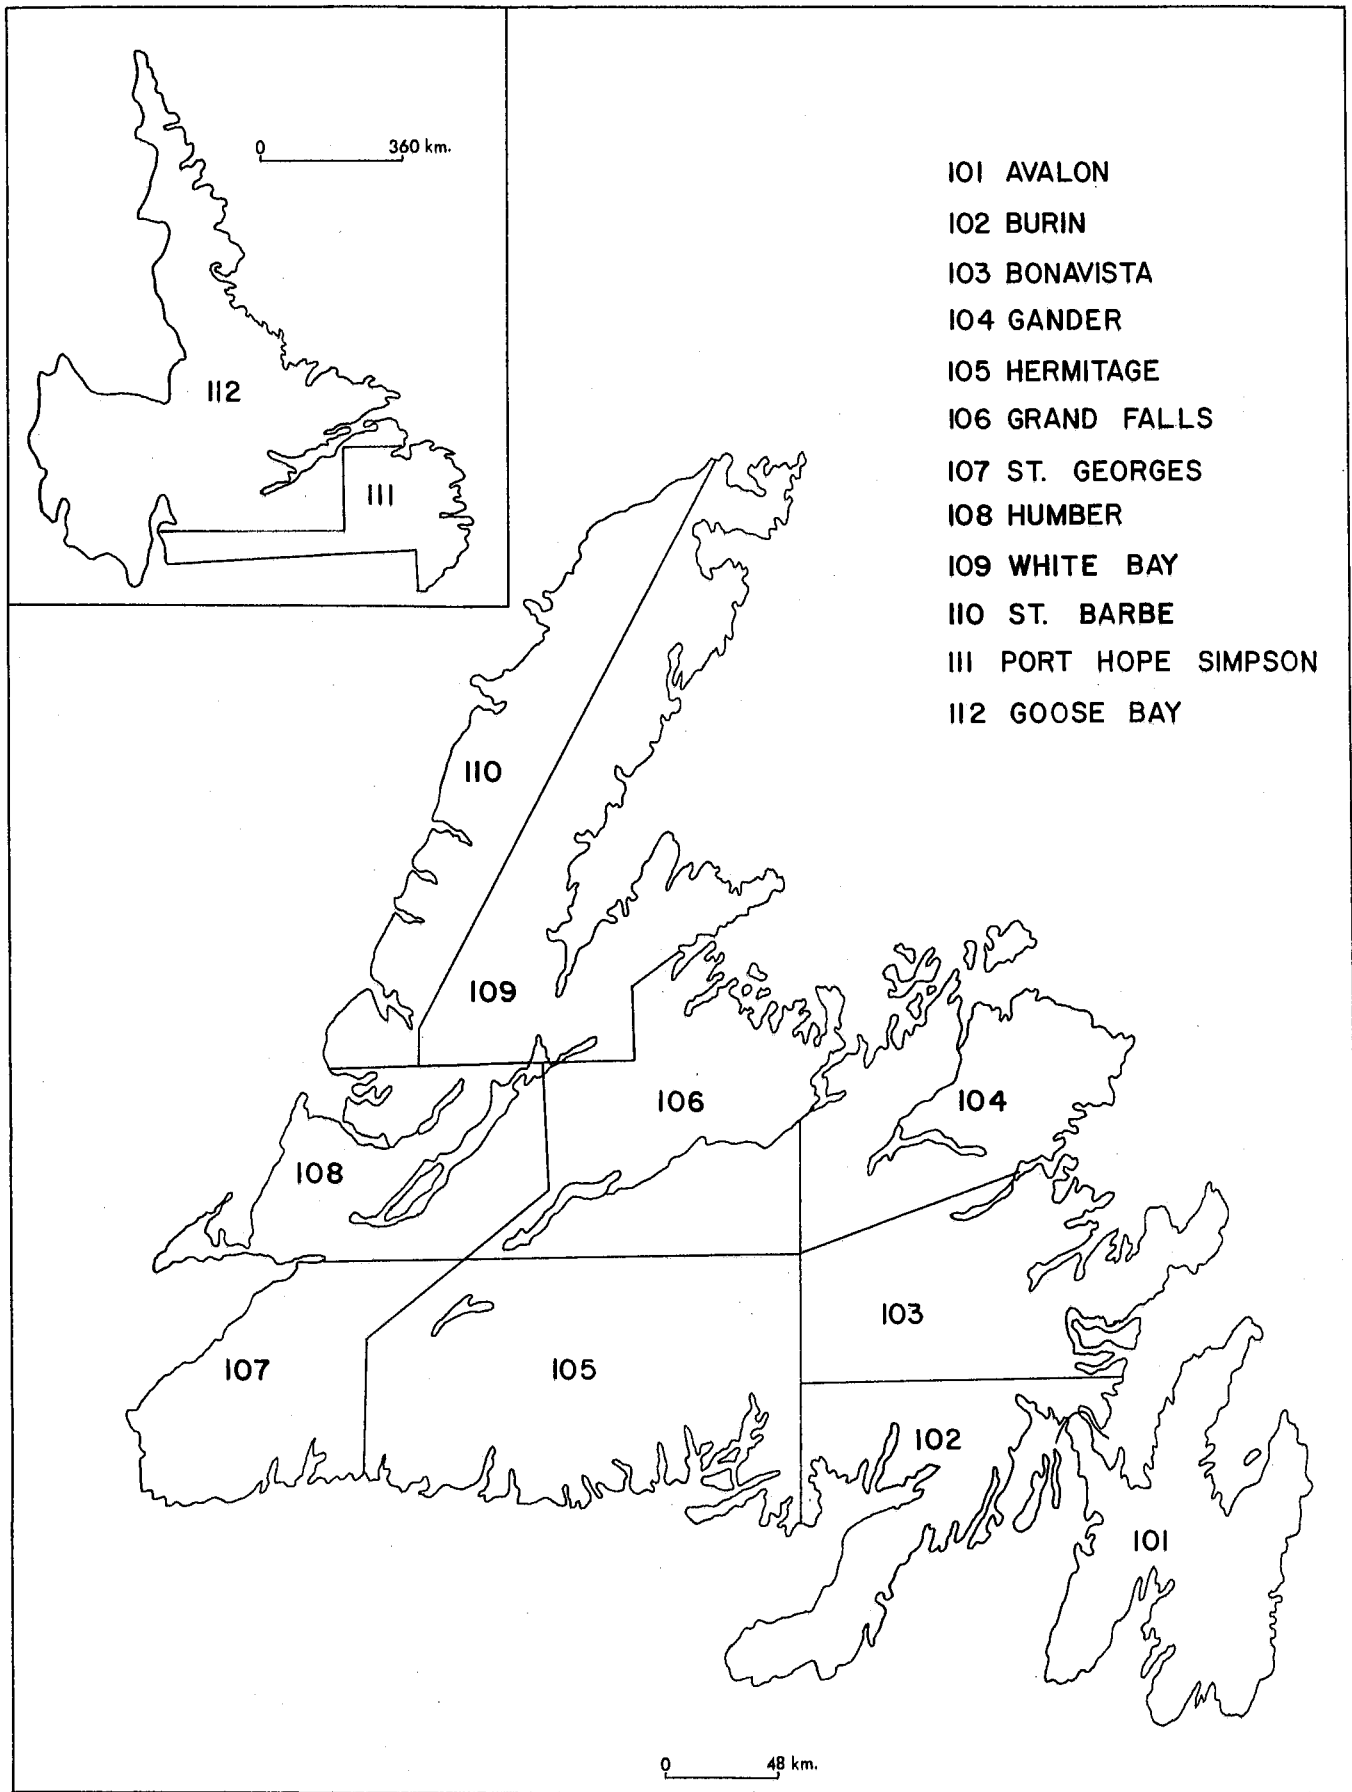 0 360 km.
112
111
101 AVALON
102 BURIN
103 BONAVISTA
104 GANDER
105 HERMITAGE
106 GRAND FALLS
107 ST. GEORGES
108 HUMBER
109 WHITE BAY
110 ST. BARBE
111 PORT HOPE SIMPSON
112 GOOSE BAY
110
109
106
104
108
103
107
105
102
101
0 48 km.